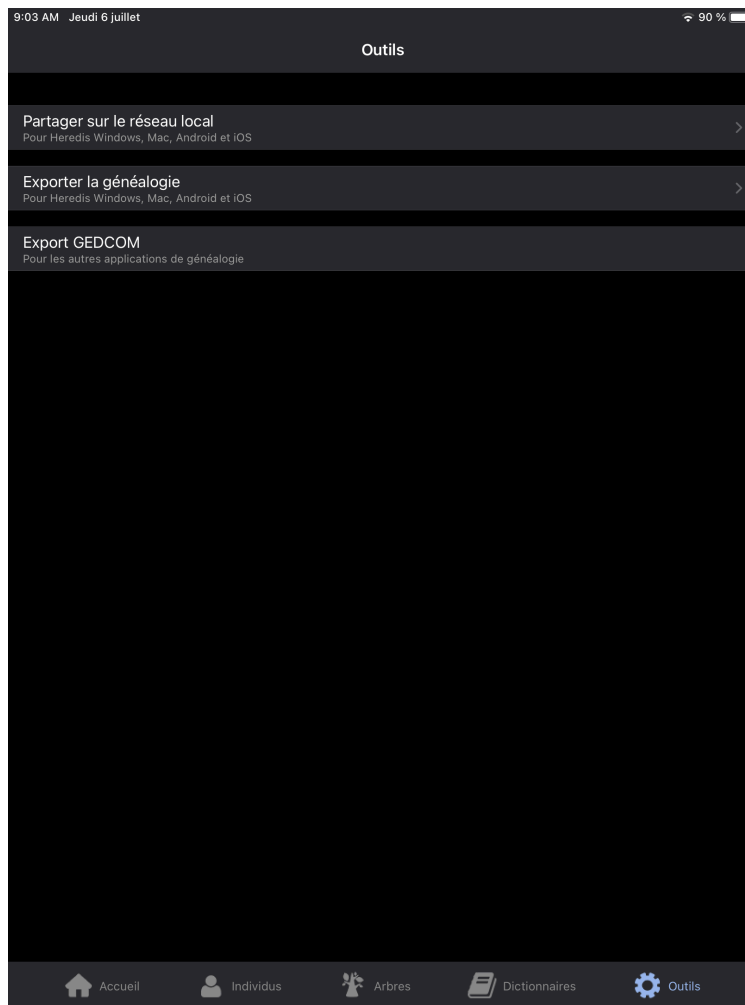 9:03 AM Jeudi 6 juillet 90 %
Outils
Partager sur le réseau local
Pour Heredis Windows, Mac, Android et iOS
Exporter la généalogie
Pour Heredis Windows, Mac, Android et iOS
Export GEDCOM
Pour les autres applications de généalogie
Accueil Individus Arbres Dictionnaires Outils